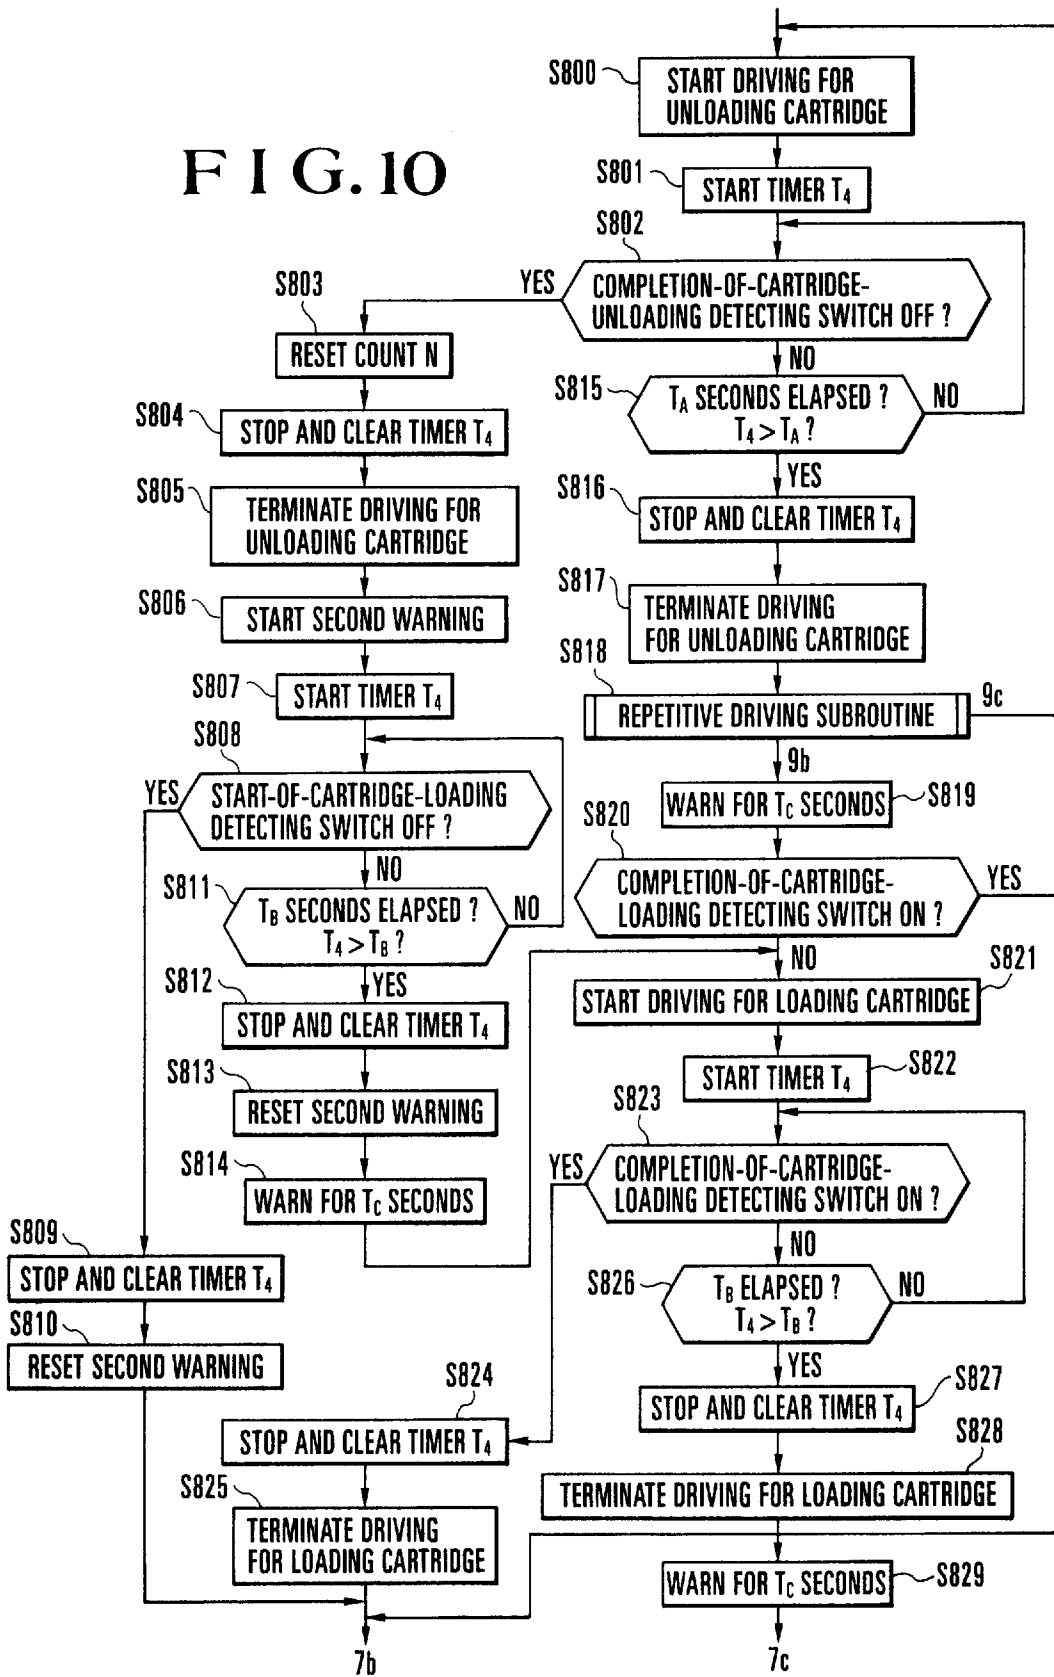 FIG. 10
S800
START DRIVING FOR
UNLOADING CARTRIDGE
S801
START TIMER T4
S802
COMPLETION-OF-CARTRIDGE-
UNLOADING DETECTING SWITCH OFF ?
YES
NO
S803
RESET COUNT N
S804
STOP AND CLEAR TIMER T4
S805
TERMINATE DRIVING FOR
UNLOADING CARTRIDGE
S806
START SECOND WARNING
S807
START TIMER T4
S808
START-OF-CARTRIDGE-LOADING
DETECTING SWITCH OFF ?
YES
NO
S811
TB SECONDS ELAPSED ?
T4 > TB ?
NO
YES
S812
STOP AND CLEAR TIMER T4
S813
RESET SECOND WARNING
S814
WARN FOR TC SECONDS
S809
STOP AND CLEAR TIMER T4
S810
RESET SECOND WARNING
S815
TA SECONDS ELAPSED ?
T4 > TA ?
NO
YES
S816
STOP AND CLEAR TIMER T4
S817
TERMINATE DRIVING
FOR UNLOADING CARTRIDGE
S818
REPETITIVE DRIVING SUBROUTINE
9c
9b
WARN FOR TC SECONDS
S819
S820
COMPLETION-OF-CARTRIDGE-
LOADING DETECTING SWITCH ON ?
YES
NO
S821
START DRIVING FOR LOADING CARTRIDGE
START TIMER T4
S822
S823
COMPLETION-OF-CARTRIDGE-
LOADING DETECTING SWITCH ON ?
YES
NO
S826
TB ELAPSED ?
T4 > TB ?
NO
YES
S827
STOP AND CLEAR TIMER T4
S828
TERMINATE DRIVING FOR LOADING CARTRIDGE
S824
STOP AND CLEAR TIMER T4
S825
TERMINATE DRIVING
FOR LOADING CARTRIDGE
WARN FOR TC SECONDS
S829
7b
7c